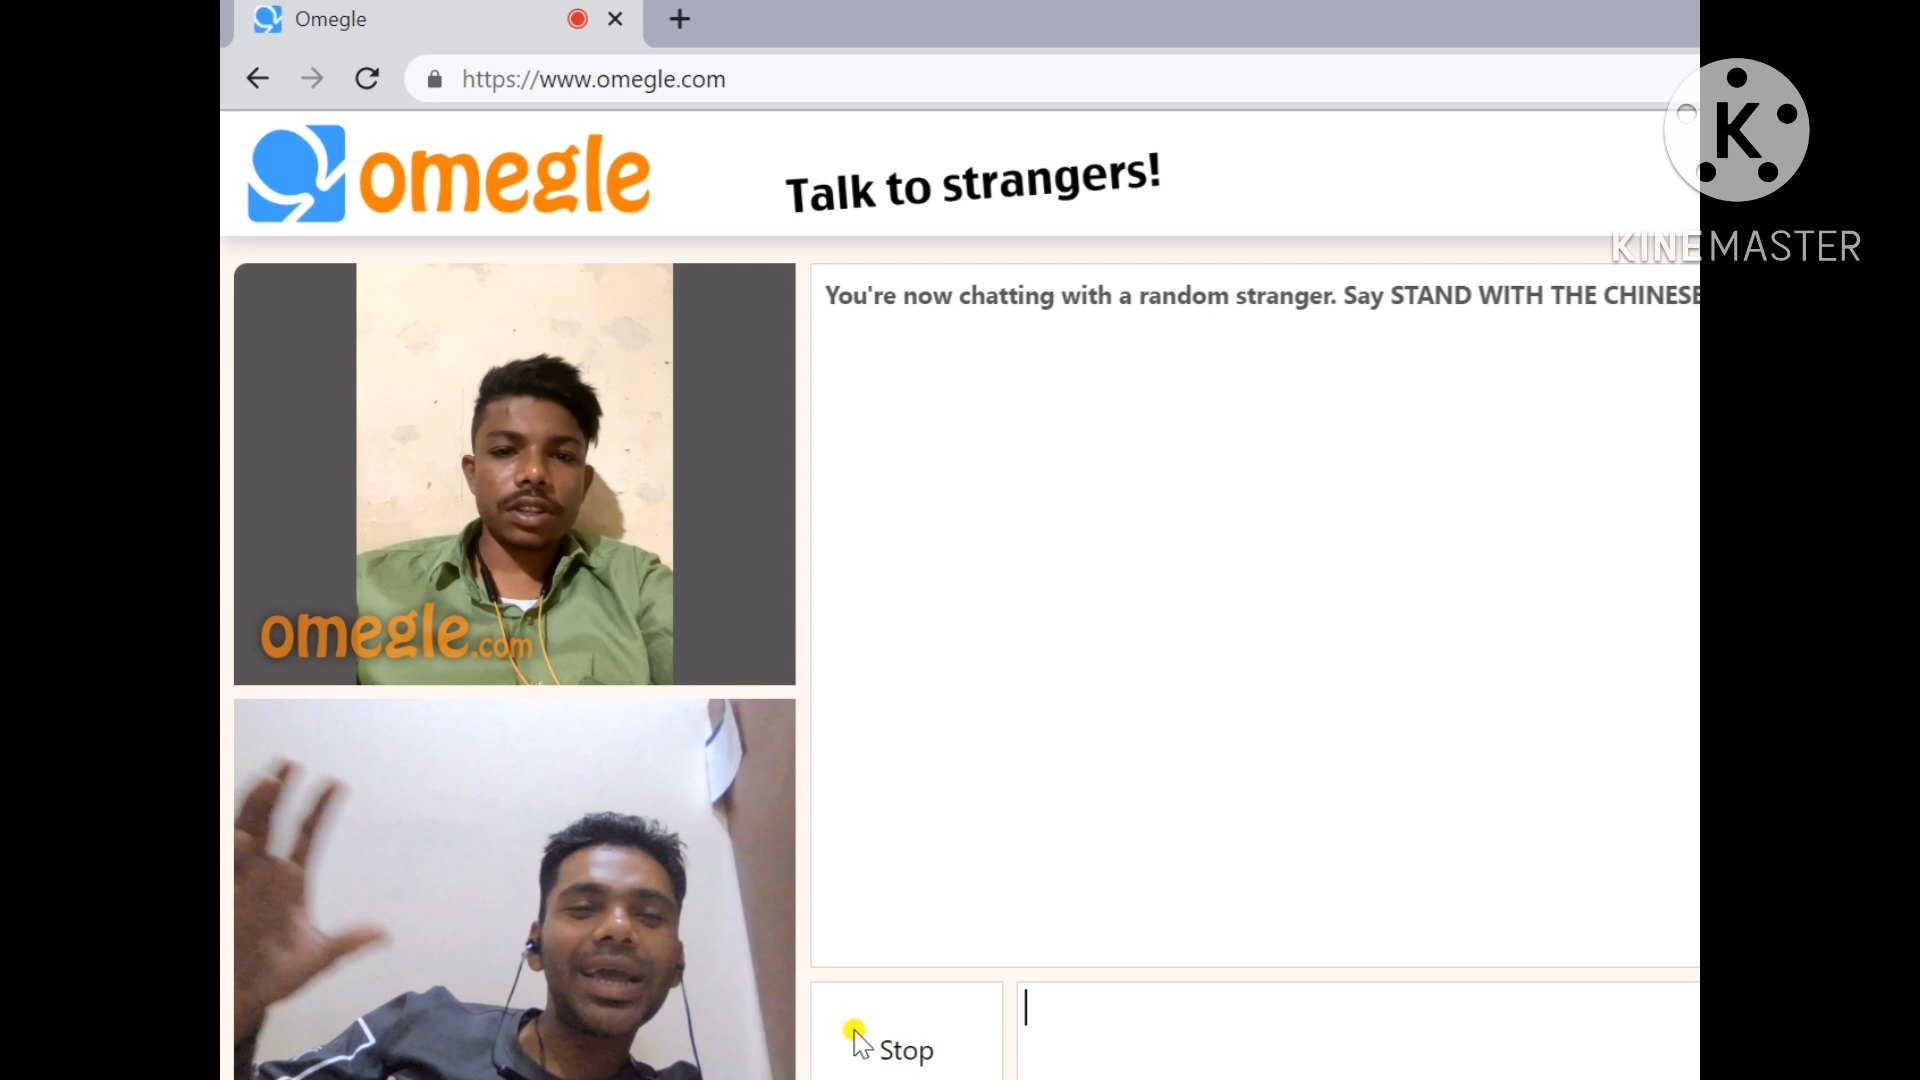 Omegle
https://www.omegle.com
omegle
Talk to strangers!
K
KINEMASTER
You're now chatting with a random stranger. Say STAND WITH THE CHINESE
omegle.com
Stop